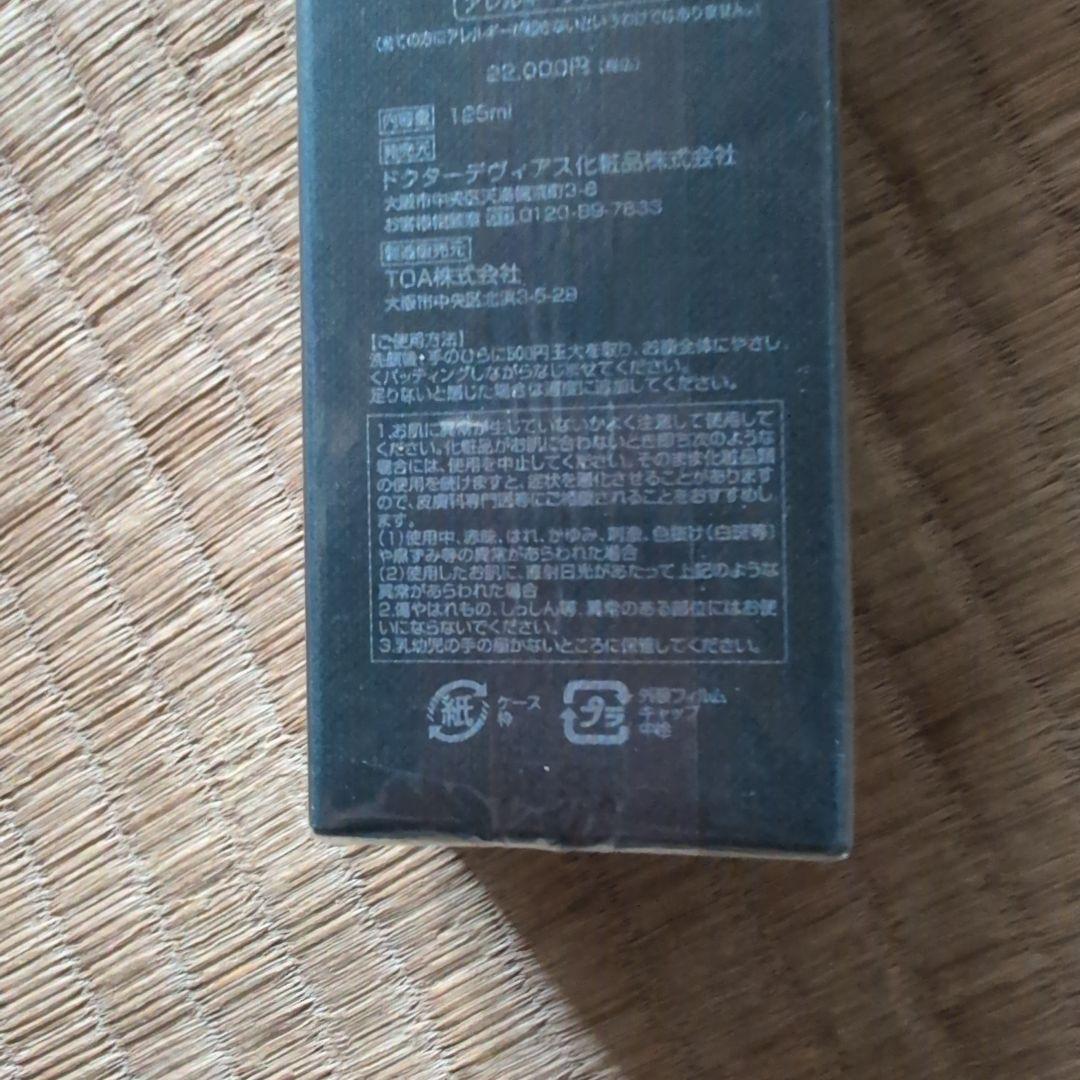 アレルギーテスト
(全ての方にアレルギーが起きないというわけではありません。)
22,000円(税込)
内容量 125ml
発売元
ドクターデヴィアス化粧品株式会社
大阪市中央区天満橋京町3-6
お客様相談室 0120-89-7833
製造販売元
TOA株式会社
大阪市中央区北浜3-5-29
【ご使用方法】
洗顔後、手のひらに500円玉大を取り、お顔全体にやさし
くパッティングしながらなじませてください。
足りないと感じた場合は適度に追加してください。
1.お肌に異常が生じていないかよく注意して使用して
ください。化粧品がお肌に合わないとき即ち次のような
場合には、使用を中止してください。そのまま化粧品類
の使用を続けますと、症状を悪化させることがあります
ので、皮膚科専門医等にご相談されることをおすすめし
ます。
(1)使用中、赤味、はれ、かゆみ、刺激、色抜け(白斑等)
や黒ずみ等の異常があらわれた場合
(2)使用したお肌に、直射日光があたって上記のような
異常があらわれた場合
2.傷やはれもの、しっしん等、異常のある部位にはお使
いにならないでください。
3.乳幼児の手の届かないところに保管してください。
紙 ケース
枠
プラ 外装フィルム
キャップ
中栓